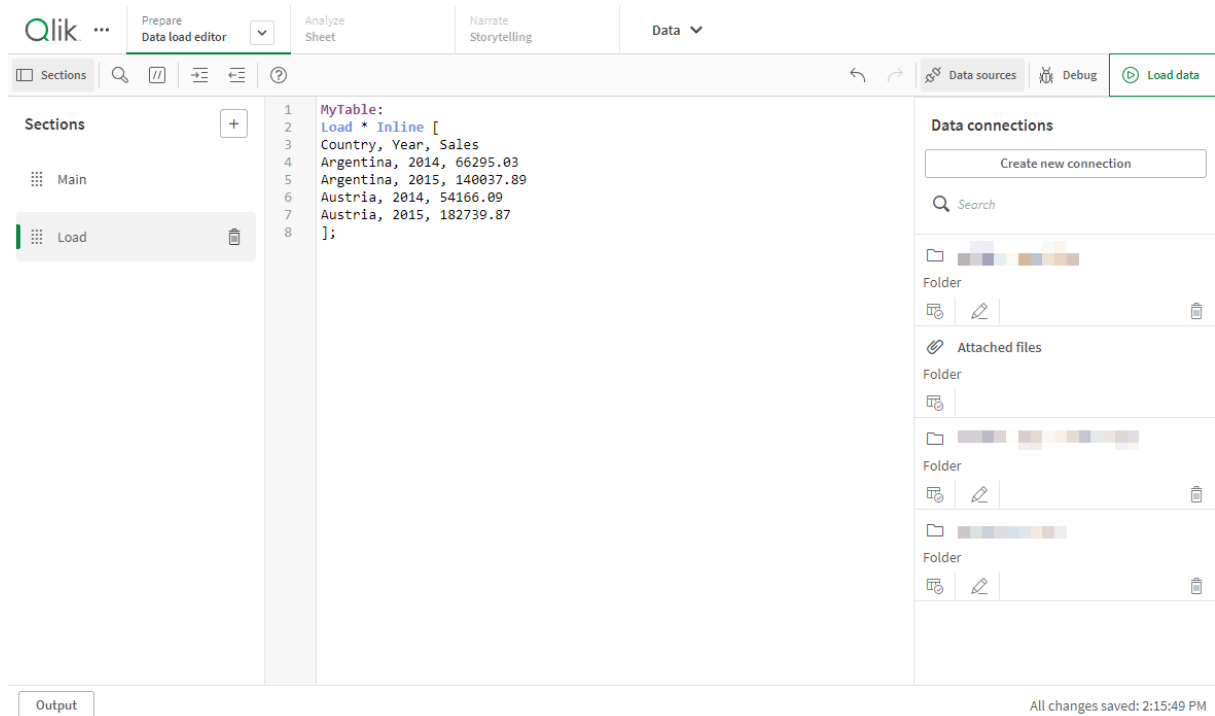 Qlik
Prepare
Data load editor
Analyze
Sheet
Narrate
Storytelling
Data
Sections
Data sources
Debug
Load data
Sections
+
Main
Load
1 MyTable:
2 Load * Inline [
3 Country, Year, Sales
4 Argentina, 2014, 66295.03
5 Argentina, 2015, 140037.89
6 Austria, 2014, 54166.09
7 Austria, 2015, 182739.87
8 ];
Data connections
Create new connection
Search
Folder
Attached files
Folder
Folder
Folder
Output
All changes saved: 2:15:49 PM